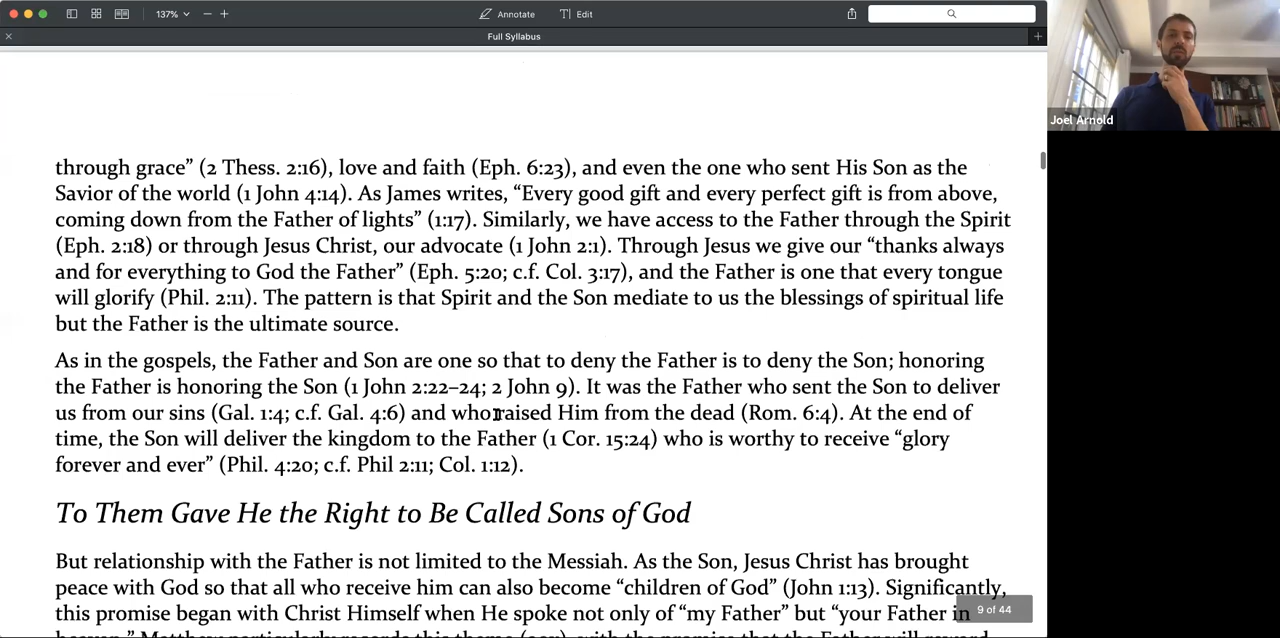 137%
Annotate
Edit
Full Syllabus
Joel Arnold
through grace” (2 Thess. 2:16), love and faith (Eph. 6:23), and even the one who sent His Son as the
Savior of the world (1 John 4:14). As James writes, “Every good gift and every perfect gift is from above,
coming down from the Father of lights” (1:17). Similarly, we have access to the Father through the Spirit
(Eph. 2:18) or through Jesus Christ, our advocate (1 John 2:1). Through Jesus we give our “thanks always
and for everything to God the Father” (Eph. 5:20; c.f. Col. 3:17), and the Father is one that every tongue
will glorify (Phil. 2:11). The pattern is that Spirit and the Son mediate to us the blessings of spiritual life
but the Father is the ultimate source.
As in the gospels, the Father and Son are one so that to deny the Father is to deny the Son; honoring
the Father is honoring the Son (1 John 2:22–24; 2 John 9). It was the Father who sent the Son to deliver
us from our sins (Gal. 1:4; c.f. Gal. 4:6) and who raised Him from the dead (Rom. 6:4). At the end of
time, the Son will deliver the kingdom to the Father (1 Cor. 15:24) who is worthy to receive “glory
forever and ever” (Phil. 4:20; c.f. Phil 2:11; Col. 1:12).
To Them Gave He the Right to Be Called Sons of God
But relationship with the Father is not limited to the Messiah. As the Son, Jesus Christ has brought
peace with God so that all who receive him can also become “children of God” (John 1:13). Significantly,
this promise began with Christ Himself when He spoke not only of “my Father” but “your Father in
9 of 44
heaven.” Matthew particularly records this theme with the promise that the Father will reward